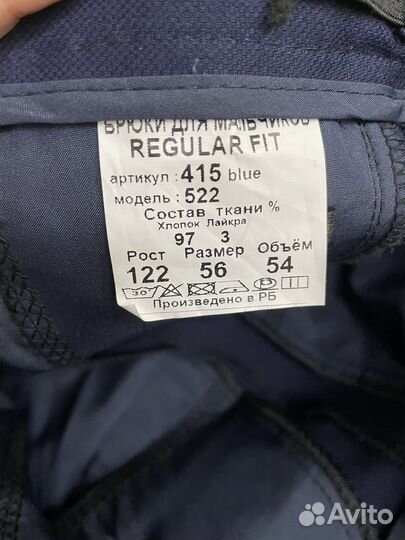 БРЮКИ ДЛЯ МАЛЬЧИКОВ
REGULAR FIT
артикул : 415 blue
модель : 522
Состав ткани %
Хлопок Лайкра
97 3
Рост Размер Объём
122 56 54
30° P
Произведено в РБ
Avito